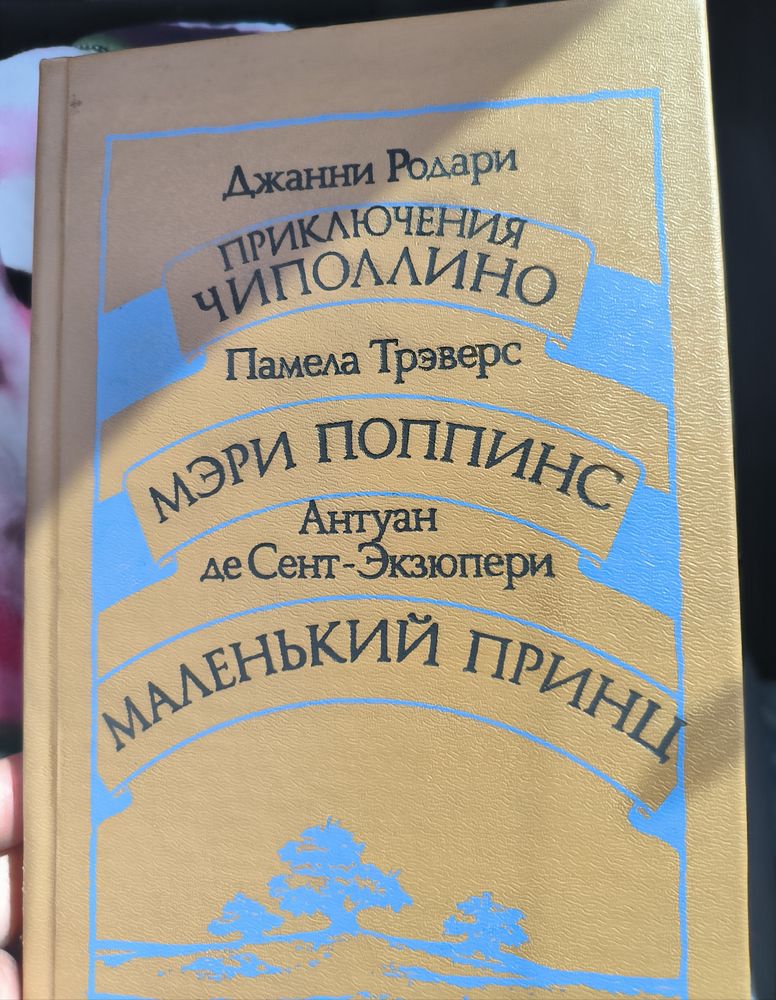 Джанни Родари
ПРИКЛЮЧЕНИЯ
ЧИПОЛЛИНО
Памела Трэверс
МЭРИ ПОППИНС
Антуан
де Сент-Экзюпери
МАЛЕНЬКИЙ ПРИНЦ